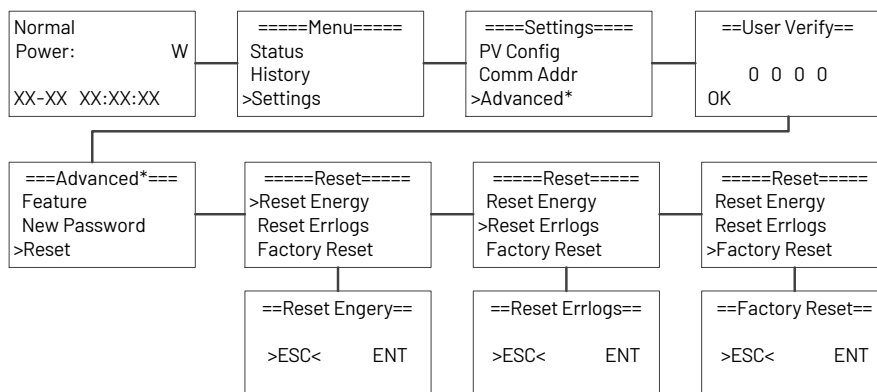 Normal
Power: W
XX-XX XX:XX:XX
=====Menu=====
Status
History
>Settings
====Settings====
PV Config
Comm Addr
>Advanced*
==User Verify==
0 0 0 0
OK
===Advanced*===
Feature
New Password
>Reset
=====Reset=====
>Reset Energy
Reset Errlogs
Factory Reset
=====Reset=====
Reset Energy
>Reset Errlogs
Factory Reset
=====Reset=====
Reset Energy
Reset Errlogs
>Factory Reset
==Reset Engery==
>ESC< ENT
==Reset Errlogs==
>ESC< ENT
==Factory Reset==
>ESC< ENT